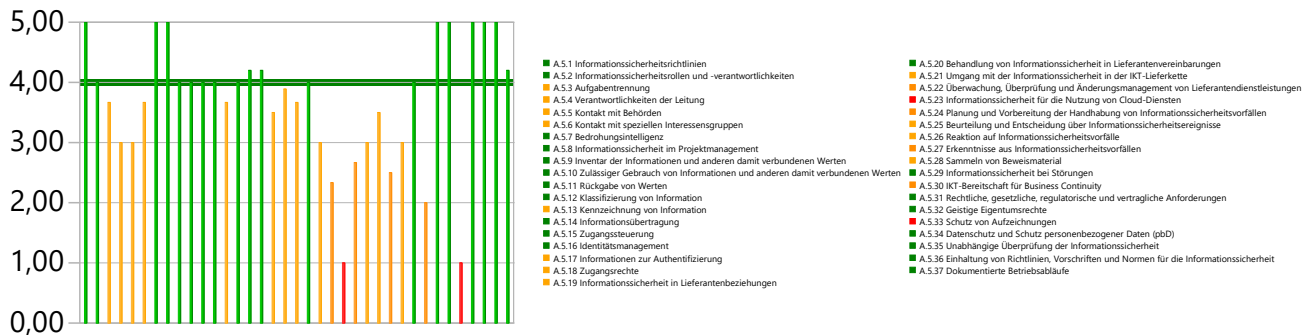 5,00
4,00
3,00
2,00
1,00
0,00
A.5.1 Informationssicherheitsrichtlinien
A.5.2 Informationssicherheitsrollen und -verantwortlichkeiten
A.5.3 Aufgabentrennung
A.5.4 Verantwortlichkeiten der Leitung
A.5.5 Kontakt mit Behörden
A.5.6 Kontakt mit speziellen Interessensgruppen
A.5.7 Bedrohungsintelligenz
A.5.8 Informationssicherheit im Projektmanagement
A.5.9 Inventar der Informationen und anderen damit verbundenen Werten
A.5.10 Zulässiger Gebrauch von Informationen und anderen damit verbundenen Werten
A.5.11 Rückgabe von Werten
A.5.12 Klassifizierung von Information
A.5.13 Kennzeichnung von Information
A.5.14 Informationsübertragung
A.5.15 Zugangssteuerung
A.5.16 Identitätsmanagement
A.5.17 Informationen zur Authentifizierung
A.5.18 Zugangsrechte
A.5.19 Informationssicherheit in Lieferantenbeziehungen
A.5.20 Behandlung von Informationssicherheit in Lieferantenvereinbarungen
A.5.21 Umgang mit der Informationssicherheit in der IKT-Lieferkette
A.5.22 Überwachung, Überprüfung und Änderungsmanagement von Lieferantendienstleistungen
A.5.23 Informationssicherheit für die Nutzung von Cloud-Diensten
A.5.24 Planung und Vorbereitung der Handhabung von Informationssicherheitsvorfällen
A.5.25 Beurteilung und Entscheidung über Informationssicherheitsereignisse
A.5.26 Reaktion auf Informationssicherheitsvorfälle
A.5.27 Erkenntnisse aus Informationssicherheitsvorfällen
A.5.28 Sammeln von Beweismaterial
A.5.29 Informationssicherheit bei Störungen
A.5.30 IKT-Bereitschaft für Business Continuity
A.5.31 Rechtliche, gesetzliche, regulatorische und vertragliche Anforderungen
A.5.32 Geistige Eigentumsrechte
A.5.33 Schutz von Aufzeichnungen
A.5.34 Datenschutz und Schutz personenbezogener Daten (pbD)
A.5.35 Unabhängige Überprüfung der Informationssicherheit
A.5.36 Einhaltung von Richtlinien, Vorschriften und Normen für die Informationssicherheit
A.5.37 Dokumentierte Betriebsabläufe